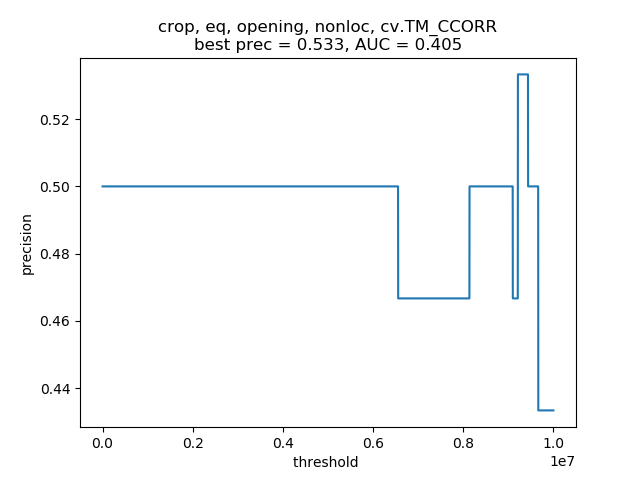 crop, eq, opening, nonloc, cv.TM_CCORR
best prec = 0.533, AUC = 0.405
precision
0.52
0.50
0.48
0.46
0.44
0.0 0.2 0.4 0.6 0.8 1.0
1e7
threshold